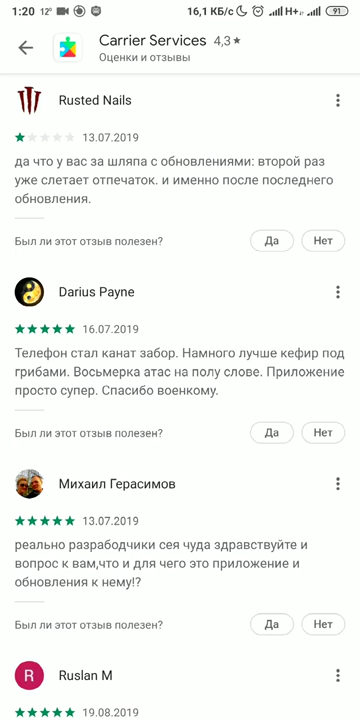 1:20 12° 16,1 КБ/с H+ 91
Carrier Services 4,3★
Оценки и отзывы
Rusted Nails
13.07.2019
да что у вас за шляпа с обновлениями: второй раз
уже слетает отпечаток. и именно после последнего
обновления.
Был ли этот отзыв полезен? Да Нет
Darius Payne
16.07.2019
Телефон стал канат забор. Намного лучше кефир под
грибами. Восьмерка атас на полу слове. Приложение
просто супер. Спасибо военкому.
Был ли этот отзыв полезен? Да Нет
Михаил Герасимов
13.07.2019
реально разрабодчики сея чуда здравствуйте и
вопрос к вам,что и для чего это приложение и
обновления к нему!?
Был ли этот отзыв полезен? Да Нет
R Ruslan M
19.08.2019